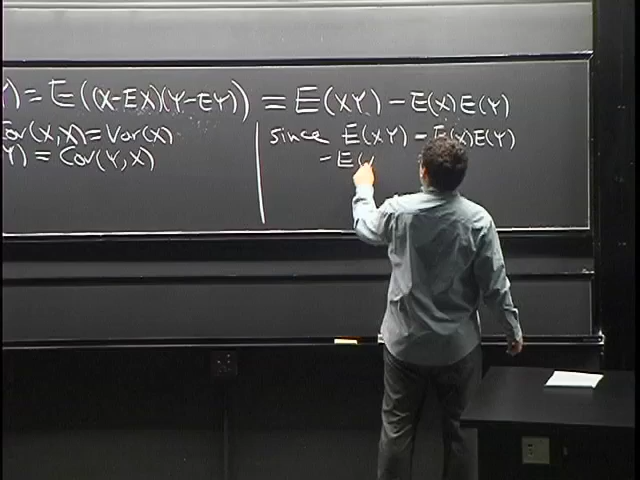 Y) = E((X-EX)(Y-EY)) = E(XY) - E(X)E(Y)
Cov(X,X) = Var(X)
Y) = Cov(Y,X)
since E(XY) - E(X)E(Y)
-E(